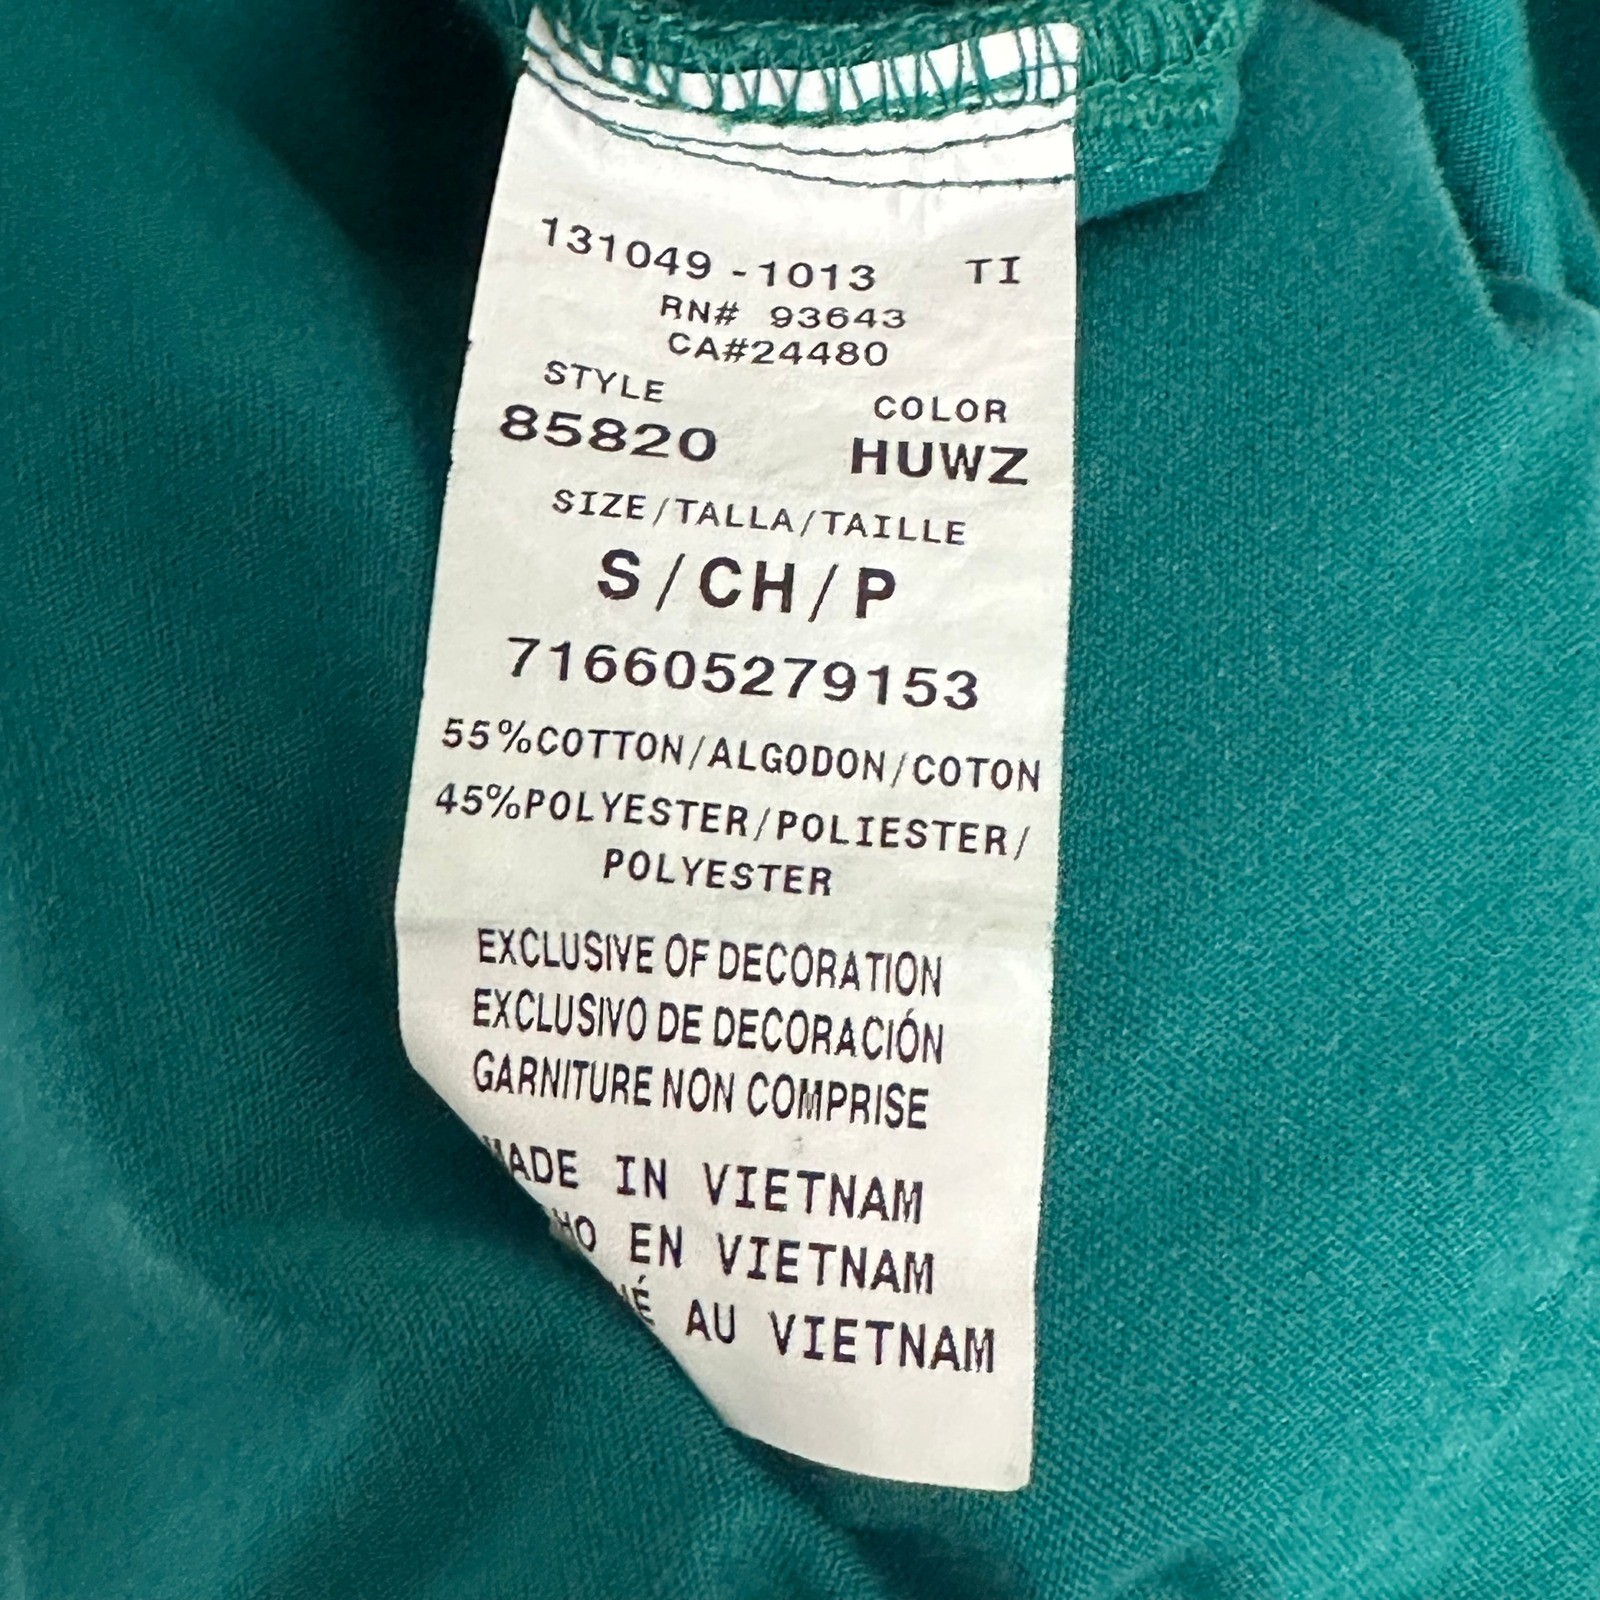 131049 -1013 TI
RN# 93643
CA#24480
STYLE COLOR
85820 HUWZ
SIZE/TALLA/TAILLE
S/CH/P
716605279153
55%COTTON/ALGODON/COTON
45%POLYESTER/POLIESTER/
POLYESTER
EXCLUSIVE OF DECORATION
EXCLUSIVO DE DECORACIÓN
GARNITURE NON COMPRISE
MADE IN VIETNAM
EN VIETNAM
AU VIETNAM